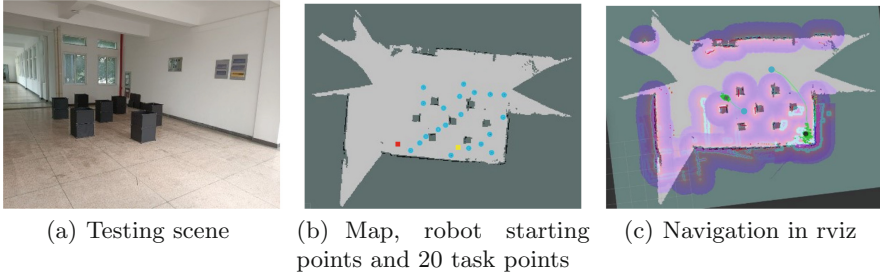 (a) Testing scene
(b) Map, robot starting
points and 20 task points
(c) Navigation in rviz